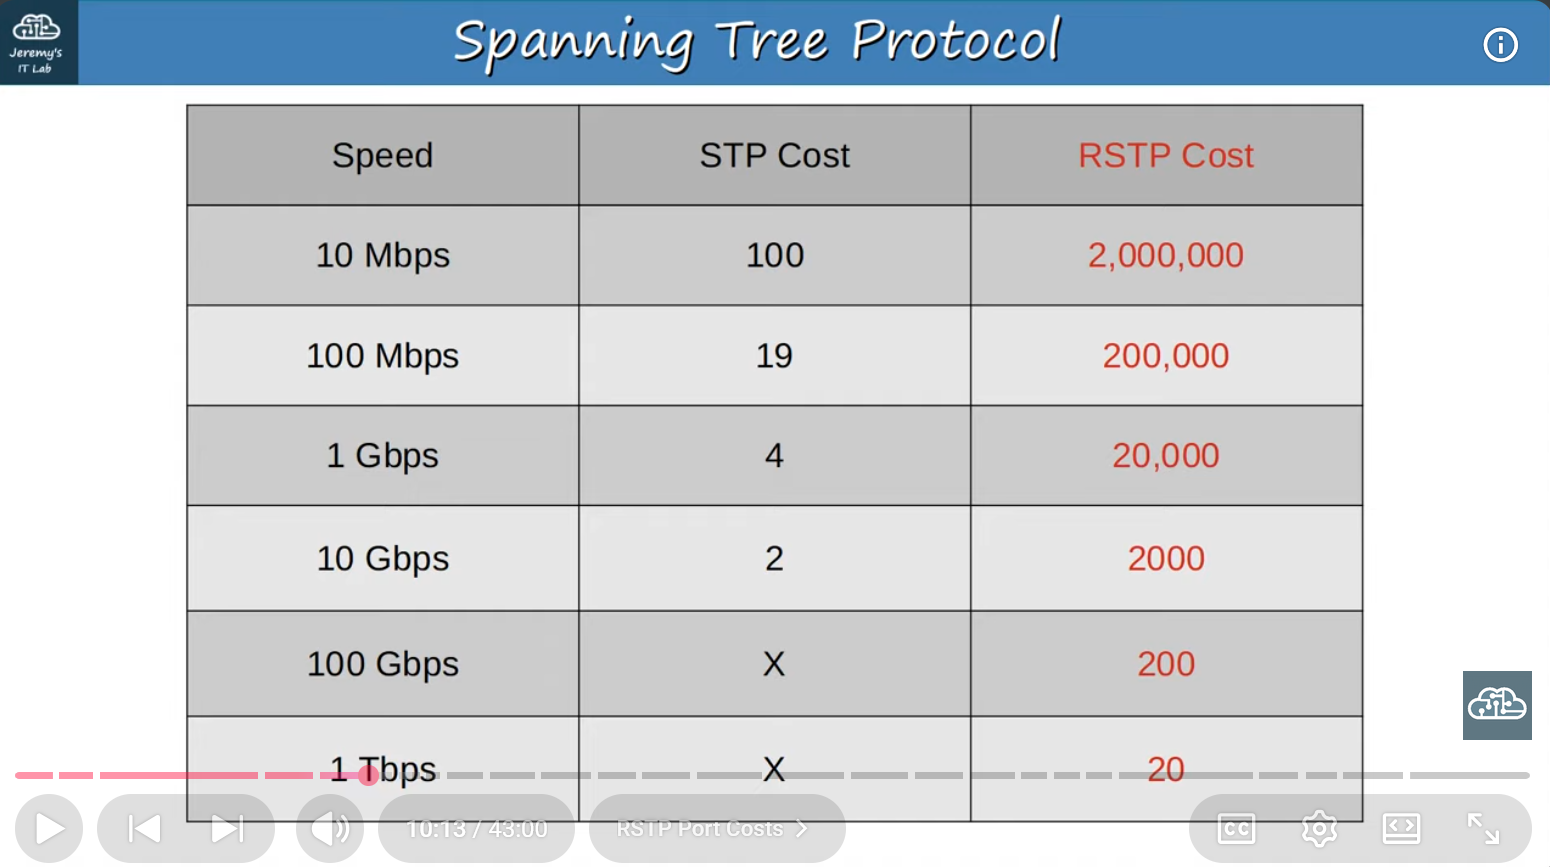 Jeremy's
IT Lab
Spanning Tree Protocol
Speed STP Cost RSTP Cost
10 Mbps 100 2,000,000
100 Mbps 19 200,000
1 Gbps 4 20,000
10 Gbps 2 2000
100 Gbps X 200
1 Tbps X 20
10:13 / 43:00 RSTP Port Costs CC